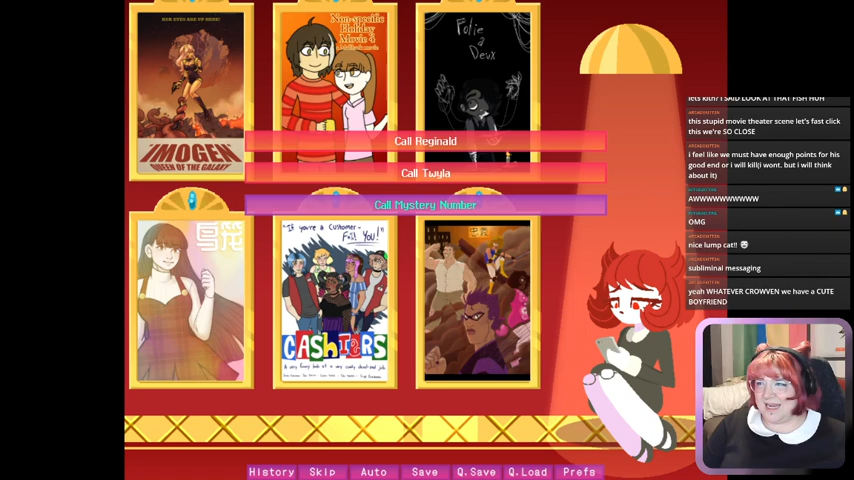 HER EYES ARE UP HERE!
IMOGEN
QUEEN OF THE GALAXY
Non-specific
Holiday
Movie 4
Folie
à
Deux
Call Reginald
Call Twyla
Call Mystery Number
"If you're a Customer-
Fuck You!"
CASHIERS
A very funny look at a very crappy dead-end job.
lets kith? I SAID LOOK AT THAT FISH HUH
this stupid movie theater scene let's fast click
this we're SO CLOSE
i feel like we must have enough points for his
good end or i will kill(i wont. but i will think
about it)
AWWWWWWWWWW
OMG
nice lump cat!!
subliminal messaging
yeah WHATEVER CROWVEN we have a CUTE
BOYFRIEND
History Skip Auto Save Q.Save Q.Load Prefs